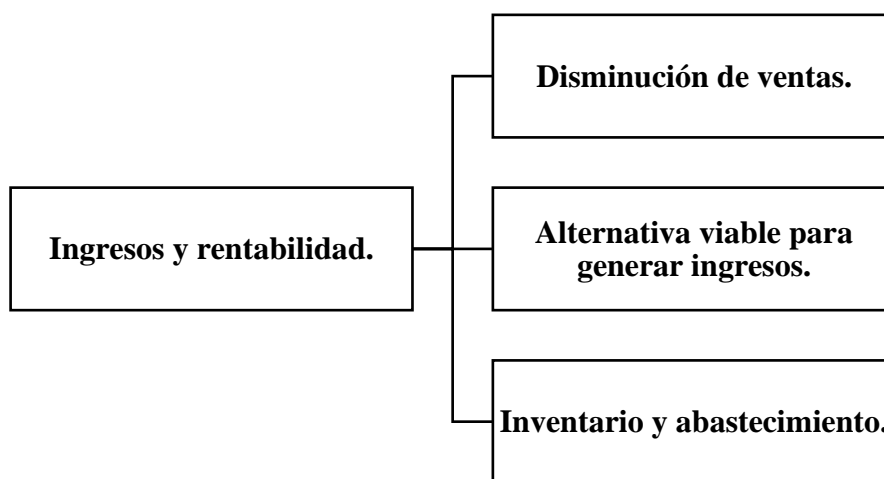 Disminución de ventas.
Ingresos y rentabilidad.
Alternativa viable para
generar ingresos.
Inventario y abastecimiento.